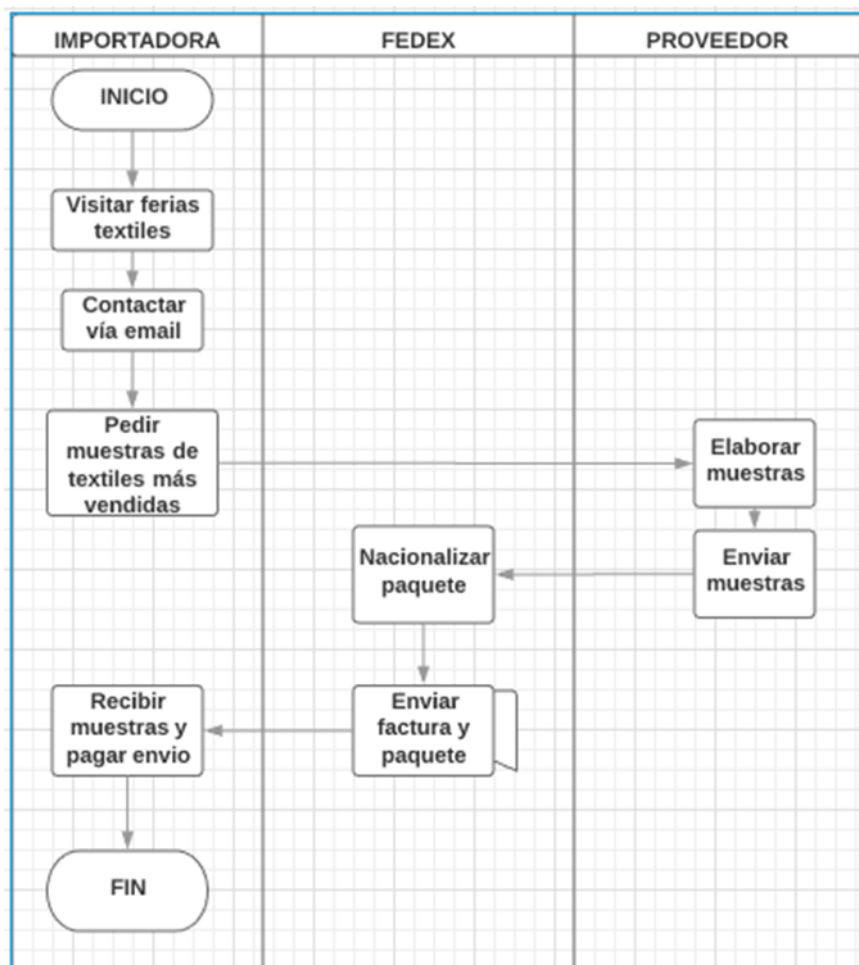 IMPORTADORA
FEDEX
PROVEEDOR
INICIO
Visitar ferias
textiles
Contactar
vía email
Pedir
muestras de
textiles más
vendidas
Elaborar
muestras
Enviar
muestras
Nacionalizar
paquete
Enviar
factura y
paquete
Recibir
muestras y
pagar envio
FIN